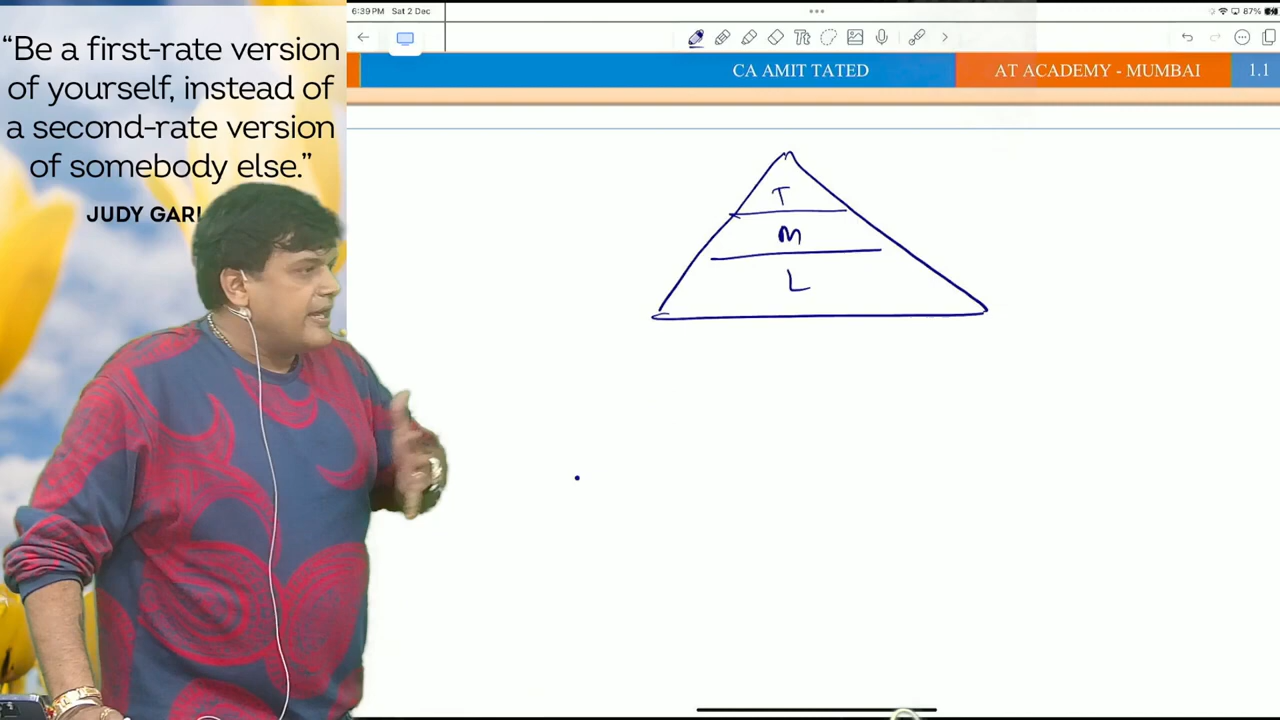 “Be a first-rate version
of yourself, instead of
a second-rate version
of somebody else.”
JUDY GARL
6:39 PM Sat 2 Dec
87%
CA AMIT TATED
AT ACADEMY - MUMBAI
1.1
T
M
L